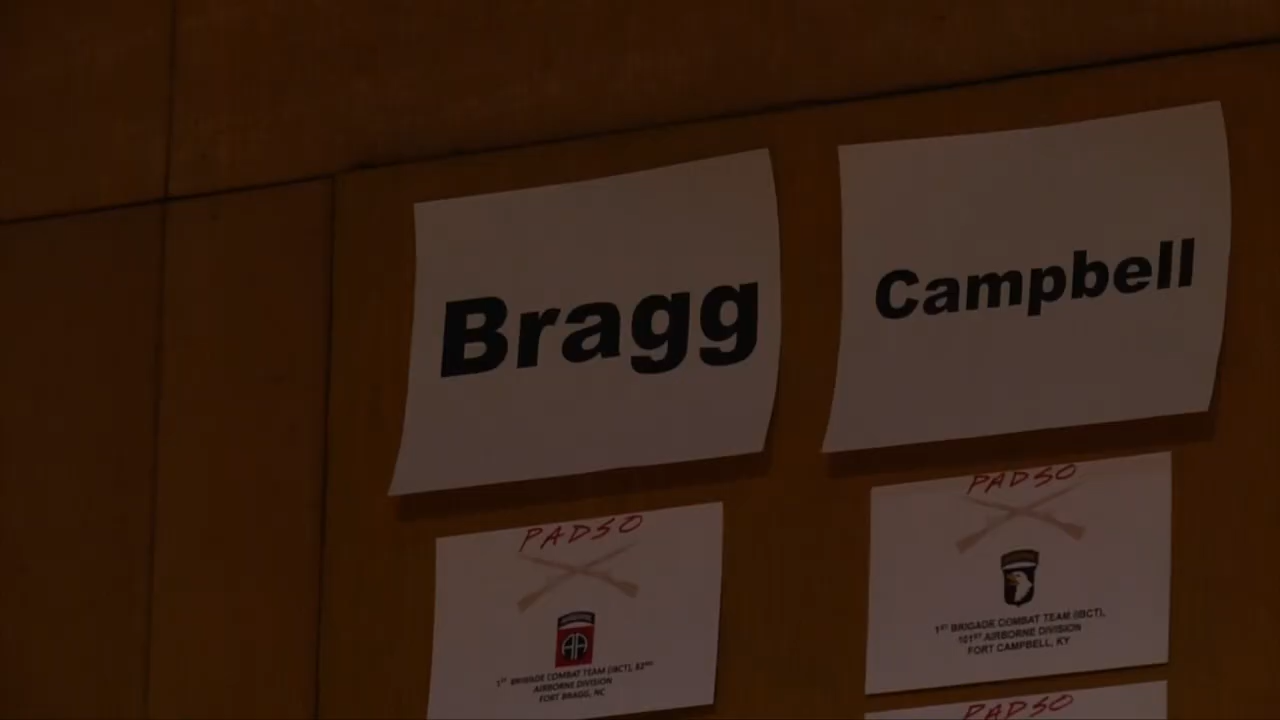 Bragg
Campbell
PADSO
AIRBORNE
AA
1ST BRIGADE COMBAT TEAM (IBCT), 82ND
AIRBORNE DIVISION
FORT BRAGG, NC
PADSO
1ST BRIGADE COMBAT TEAM (IBCT),
101ST AIRBORNE DIVISION
FORT CAMPBELL, KY
PADSO